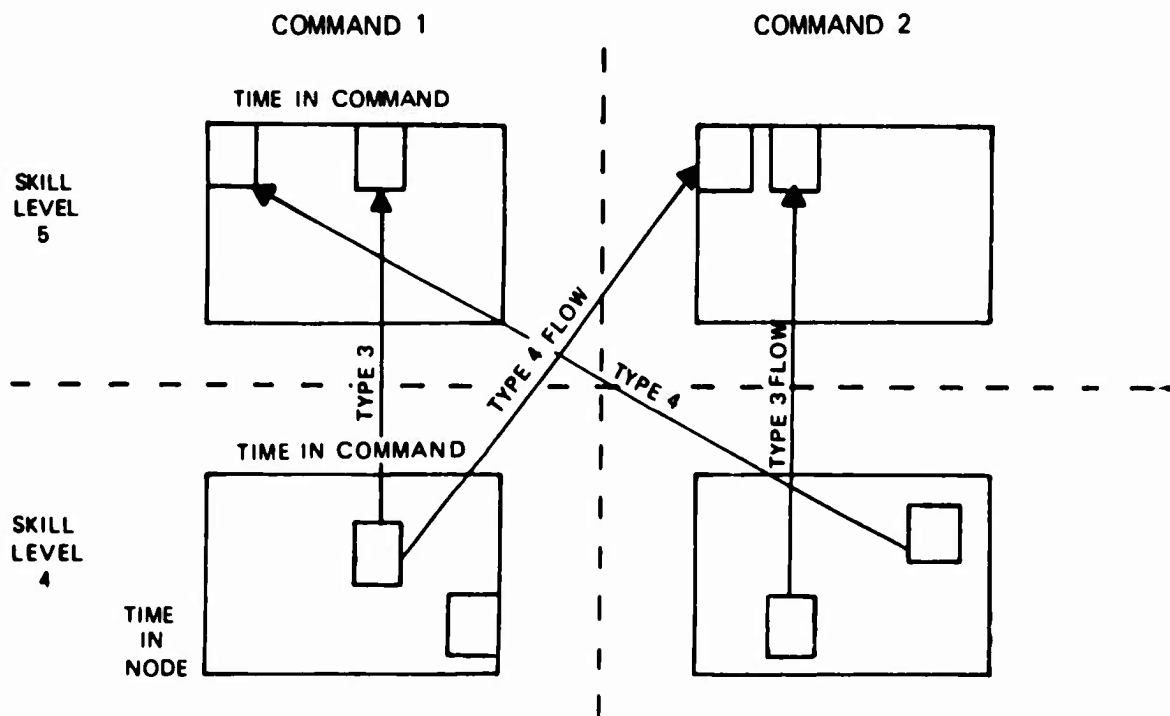 COMMAND 1
COMMAND 2
TIME IN COMMAND
SKILL
LEVEL
5
TYPE 3
TYPE 4 FLOW
TYPE 4
TYPE 3 FLOW
TIME IN COMMAND
SKILL
LEVEL
4
TIME
IN
NODE